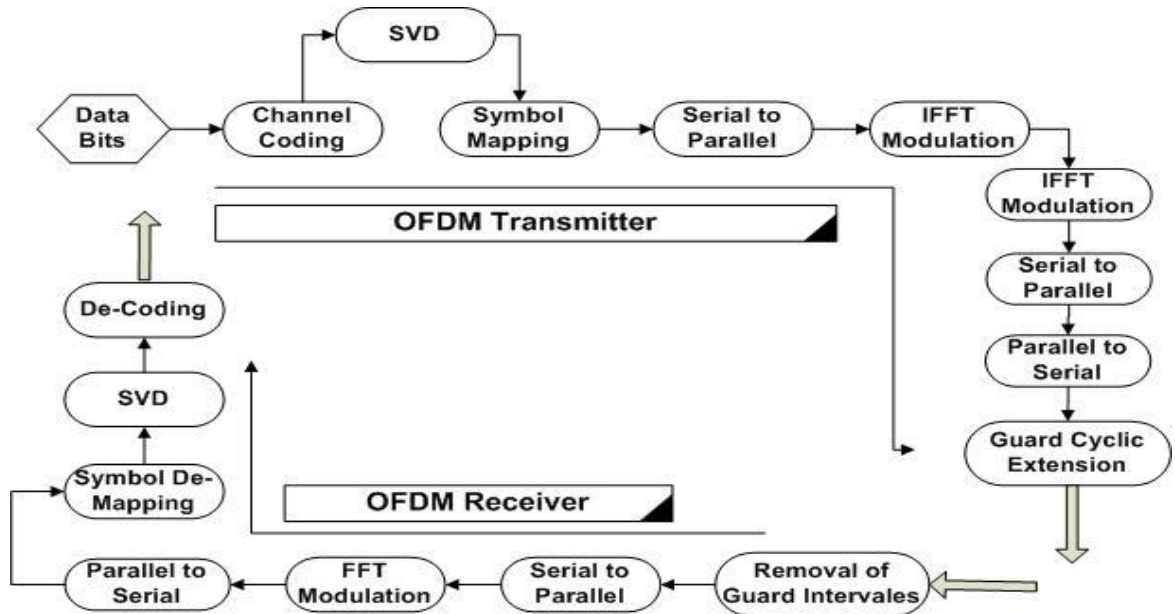 SVD
Data
Bits
Channel
Coding
Symbol
Mapping
Serial to
Parallel
IFFT
Modulation
IFFT
Modulation
OFDM Transmitter
Serial to
Parallel
De-Coding
Parallel to
Serial
SVD
Guard Cyclic
Extension
Symbol De-
Mapping
OFDM Receiver
Parallel to
Serial
FFT
Modulation
Serial to
Parallel
Removal of
Guard Intervales